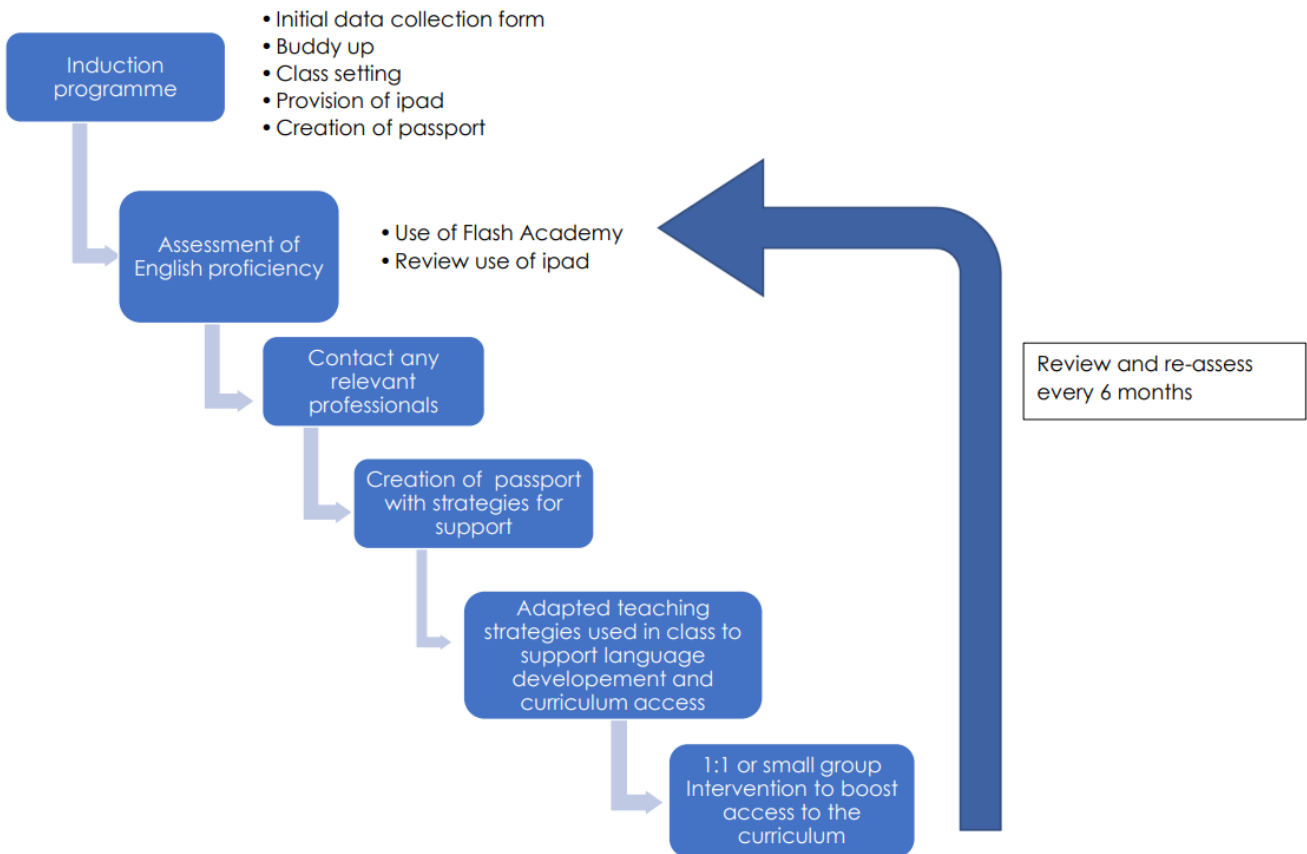 • Initial data collection form
• Buddy up
• Class setting
• Provision of ipad
• Creation of passport
Induction
programme
Assessment of
English proficiency
• Use of Flash Academy
• Review use of ipad
Contact any
relevant
professionals
Review and re-assess
every 6 months
Creation of  passport
with strategies for
support
Adapted teaching
strategies used in class to
support language
developement and
curriculum access
1:1 or small group
Intervention to boost
access to the
curriculum